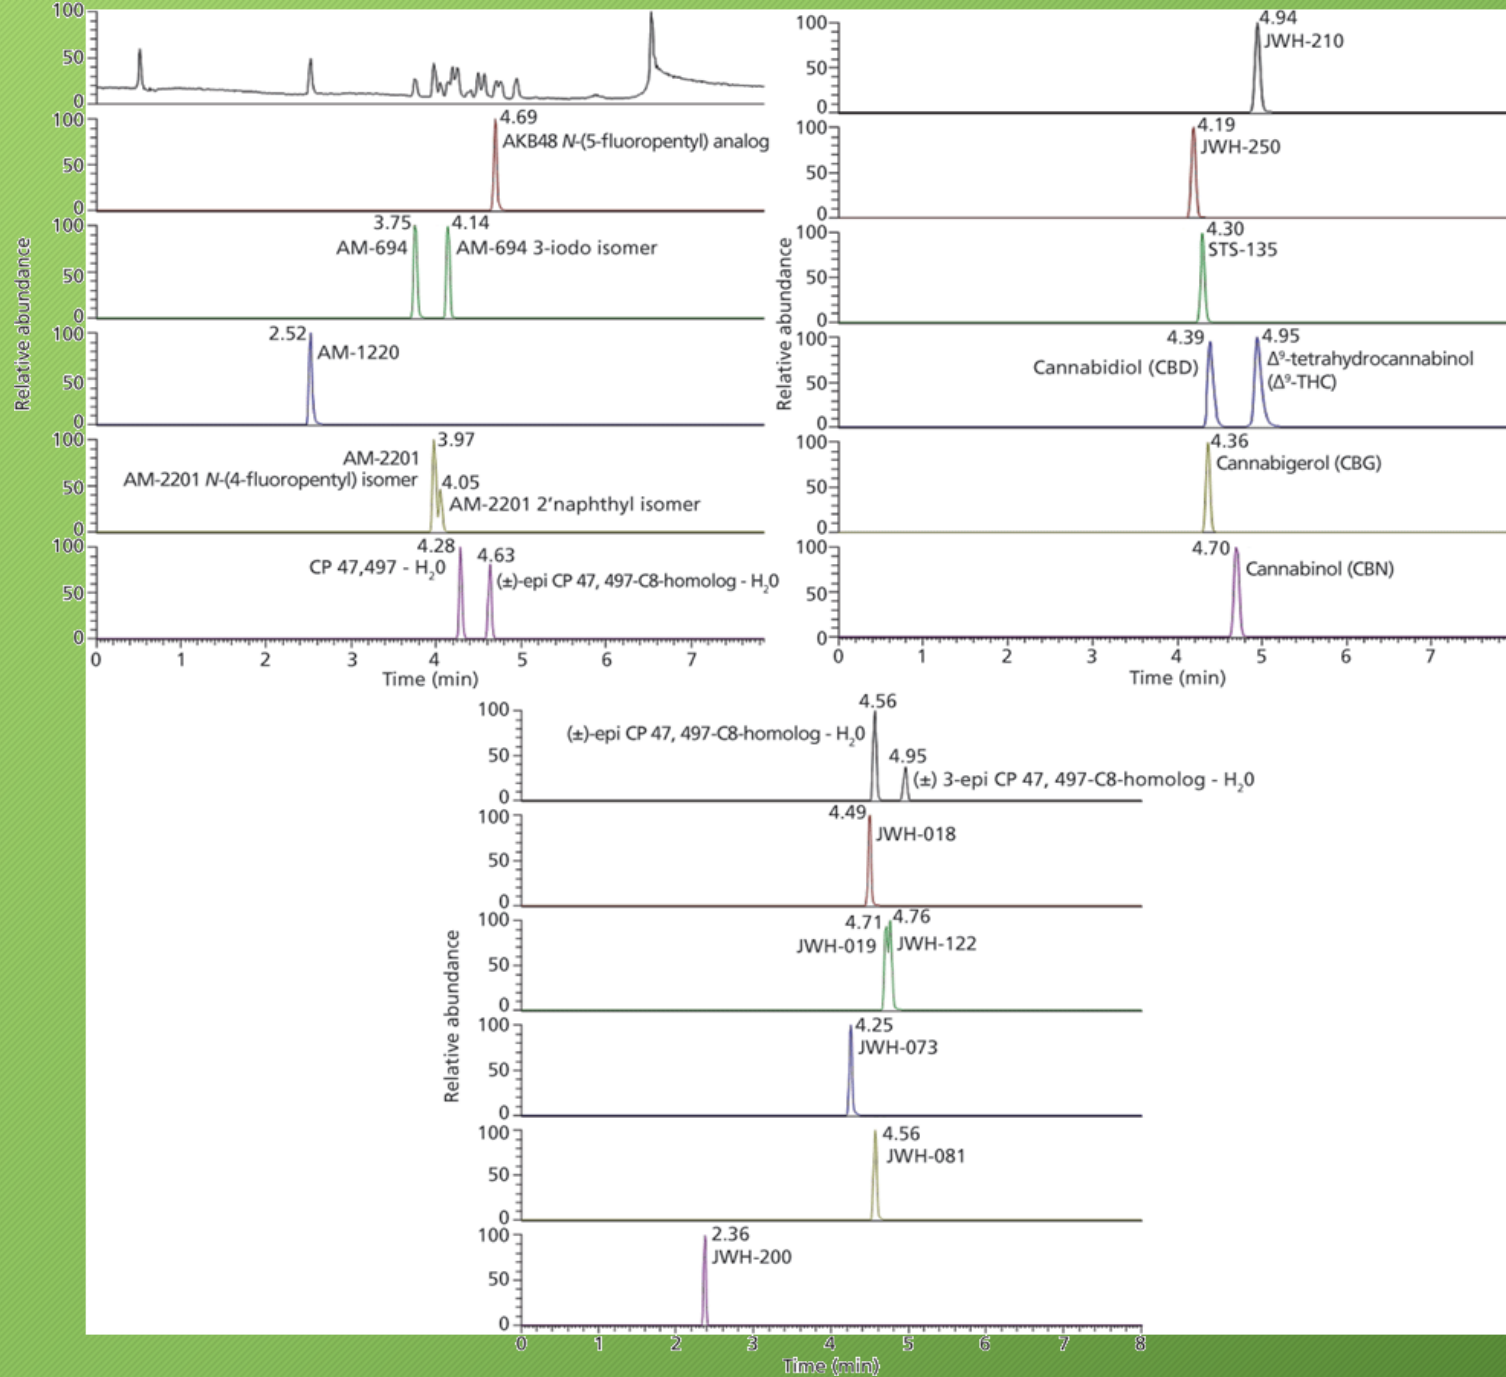 100
50
0
100
4.69
AKB48 N-(5-fluoropentyl) analog
50
0
100
3.75
4.14
AM-694
AM-694 3-iodo isomer
50
0
100
2.52
AM-1220
50
0
100
3.97
AM-2201
AM-2201 N-(4-fluoropentyl) isomer
4.05
50
AM-2201 2’naphthyl isomer
0
100
4.28
4.63
CP 47,497 - H₂0
(±)-epi CP 47, 497-C8-homolog - H₂0
50
0
0 1 2 3 4 5 6 7
Time (min)
Relative abundance
100
4.94
JWH-210
50
0
100
4.19
JWH-250
50
0
100
4.30
STS-135
50
0
100
4.39
4.95
Cannabidiol (CBD)
Δ⁹-tetrahydrocannabinol
(Δ⁹-THC)
50
0
100
4.36
Cannabigerol (CBG)
50
0
100
4.70
Cannabinol (CBN)
50
0
0 1 2 3 4 5 6 7
Time (min)
Relative abundance
4.56
100
(±)-epi CP 47, 497-C8-homolog - H₂0
50
4.95
(±) 3-epi CP 47, 497-C8-homolog - H₂0
0
100
4.49
JWH-018
50
0
100
4.71
4.76
JWH-019
JWH-122
50
0
100
4.25
JWH-073
50
0
100
4.56
JWH-081
50
0
100
2.36
JWH-200
50
0
0 1 2 3 4 5 6 7 8
Time (min)
Relative abundance